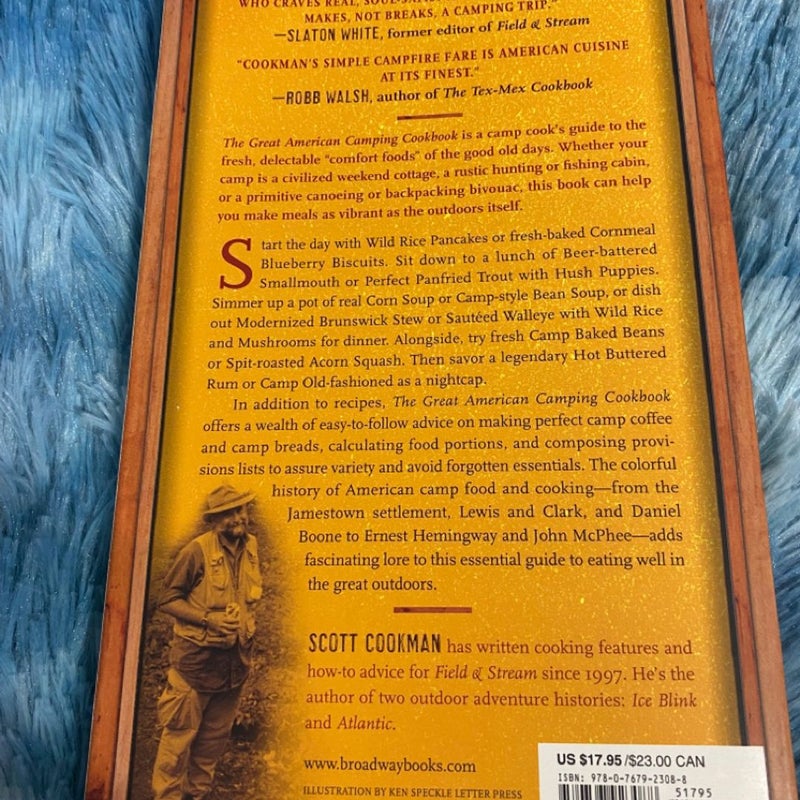 WHO CRAVES REAL,
MAKES, NOT BREAKS, A CAMPING TRIP."
—SLATON WHITE, former editor of Field & Stream
"COOKMAN'S SIMPLE CAMPFIRE FARE IS AMERICAN CUISINE
AT ITS FINEST."
—ROBB WALSH, author of The Tex-Mex Cookbook
The Great American Camping Cookbook is a camp cook's guide to the
fresh, delectable "comfort foods" of the good old days. Whether your
camp is a civilized weekend cottage, a rustic hunting or fishing cabin,
or a primitive canoeing or backpacking bivouac, this book can help
you make meals as vibrant as the outdoors itself.
Start the day with Wild Rice Pancakes or fresh-baked Cornmeal
Blueberry Biscuits. Sit down to a lunch of Beer-battered
Smallmouth or Perfect Panfried Trout with Hush Puppies.
Simmer up a pot of real Corn Soup or Camp-style Bean Soup, or dish
out Modernized Brunswick Stew or Sautéed Walleye with Wild Rice
and Mushrooms for dinner. Alongside, try fresh Camp Baked Beans
or Spit-roasted Acorn Squash. Then savor a legendary Hot Buttered
Rum or Camp Old-fashioned as a nightcap.
In addition to recipes, The Great American Camping Cookbook
offers a wealth of easy-to-follow advice on making perfect camp coffee
and camp breads, calculating food portions, and composing provi-
sions lists to assure variety and avoid forgotten essentials. The colorful
history of American camp food and cooking—from the
Jamestown settlement, Lewis and Clark, and Daniel
Boone to Ernest Hemingway and John McPhee—adds
fascinating lore to this essential guide to eating well in
the great outdoors.
SCOTT COOKMAN has written cooking features and
how-to advice for Field & Stream since 1997. He's the
author of two outdoor adventure histories: Ice Blink
and Atlantic.
www.broadwaybooks.com
ILLUSTRATION BY KEN SPECKLE LETTER PRESS
US $17.95/$23.00 CAN
ISBN: 978-0-7679-2308-8
51795